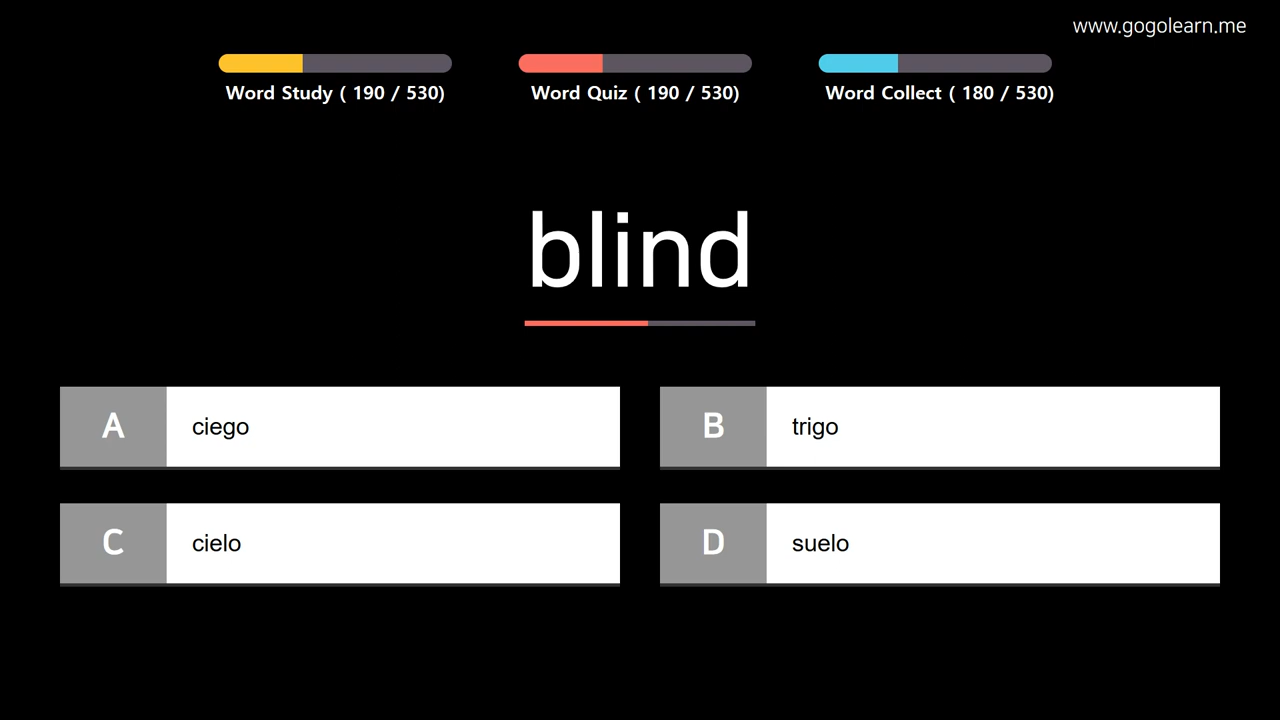 www.gogolearn.me
Word Study ( 190 / 530)
Word Quiz ( 190 / 530)
Word Collect ( 180 / 530)
blind
A ciego
B trigo
C cielo
D suelo